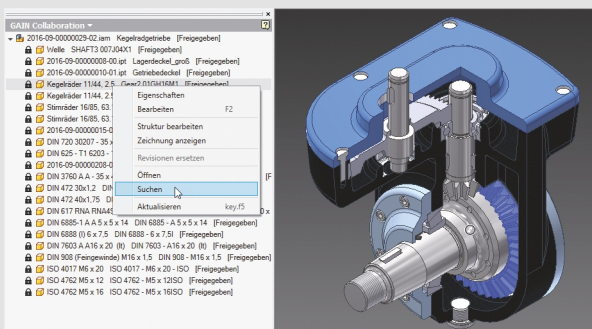 GAIN Collaboration
2016-09-00000029-02.iam Kegelradgetriebe [Freigegeben]
Welle SHAFT3 007J04X1 [Freigegeben]
2016-09-00000008-00.ipt Lagerdeckel_groß [Freigegeben]
2016-09-00000010-01.ipt Getriebedeckel [Freigegeben]
Kegelräder 11/44, 2.5 Gear2 01GH16M1 [Freigegeben]
Kegelräder 11/44, 2.5
Stirnräder 16/85, 63.
Stirnräder 16/85, 63.
2016-09-00000015-0
DIN 720 30207 - 35 x
DIN 625 - T1 6203 - 1
2016-09-00000208-0
DIN 3760 A A - 35 x [F
DIN 472 30x1,2 DIN
DIN 472 40x1,75 DIN
DIN 617 RNA RNA49 0 x
DIN 6885-1 A A 5 x 5 x 14 DIN 6885 - A 5 x 5 x 14 [Freigegeben]
DIN 6888 (I) 6 x 7,5 DIN 6888 - 6 x 7,5I [Freigegeben]
DIN 7603 A A16 x 20 (It) DIN 7603 - A16 x 20 (It) [Freigegeben]
DIN 908 (Feingewinde) M16 x 1,5 DIN 908 - M16 x 1,5 [Freigegeben]
ISO 4017 M6 x 20 ISO 4017 - M6 x 20 - ISO [Freigegeben]
ISO 4762 M5 x 12 ISO 4762 - M5 x 12ISO [Freigegeben]
ISO 4762 M5 x 16 ISO 4762 - M5 x 16ISO [Freigegeben]
Eigenschaften
Bearbeiten F2
Struktur bearbeiten
Zeichnung anzeigen
Revisionen ersetzen
Öffnen
Suchen
Aktualisieren key.f5